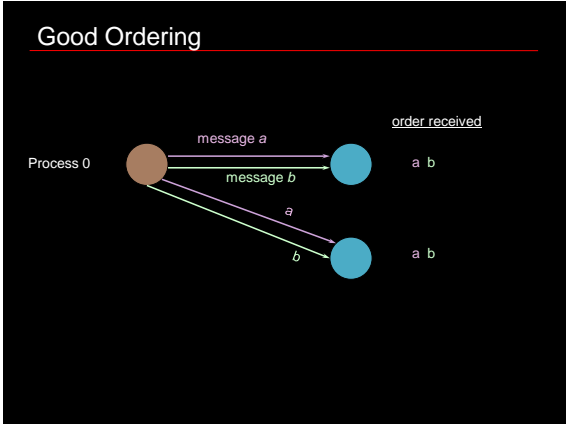 Good Ordering
order received
message a
Process 0
a b
message b
a
b
a b